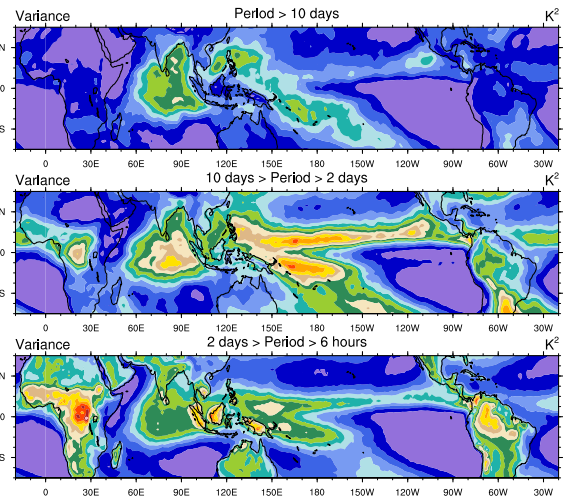 Variance Period > 10 days K²
N
0
S
0 30E 60E 90E 120E 150E 180 150W 120W 90W 60W 30W
Variance 10 days > Period > 2 days K²
N
0
S
0 30E 60E 90E 120E 150E 180 150W 120W 90W 60W 30W
Variance 2 days > Period > 6 hours K²
N
0
S
0 30E 60E 90E 120E 150E 180 150W 120W 90W 60W 30W